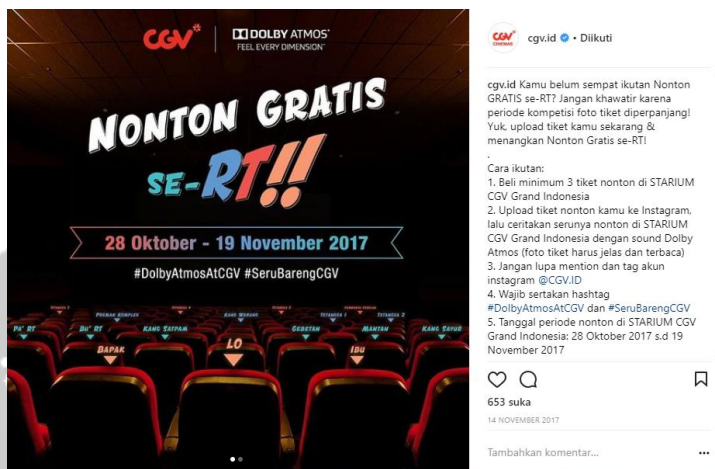 CGV*
DOLBY ATMOS®
FEEL EVERY DIMENSION™
NONTON GRATIS
SE-RT!!
28 Oktober - 19 November 2017
#DolbyAtmosAtCGV #SeruBarengCGV
TETANGGA 1
TETANGGA 2
PREMAN KOMPLEK
KANG WARUNG
PA' RT
BU' RT
KANG SATPAM
GEBETAN
MANTAN
KANG SAYUR
BAPAK
LO
IBU
CGV
CINEMAS
cgv.id • Diikuti
cgv.id Kamu belum sempat ikutan Nonton
GRATIS se-RT? Jangan khawatir karena
periode kompetisi foto tiket diperpanjang!
Yuk, upload tiket kamu sekarang &
menangkan Nonton Gratis se-RT!
.
Cara ikutan:
1. Beli minimum 3 tiket nonton di STARIUM
CGV Grand Indonesia
2. Upload tiket nonton kamu ke Instagram,
lalu ceritakan serunya nonton di STARIUM
CGV Grand Indonesia dengan sound Dolby
Atmos (foto tiket harus jelas dan terbaca)
3. Jangan lupa mention dan tag akun
instagram @CGV.ID
4. Wajib sertakan hashtag
#DolbyAtmosAtCGV dan #SeruBarengCGV
5. Tanggal periode nonton di STARIUM CGV
Grand Indonesia: 28 Oktober 2017 s.d 19
November 2017
653 suka
14 NOVEMBER 2017
Tambahkan komentar...